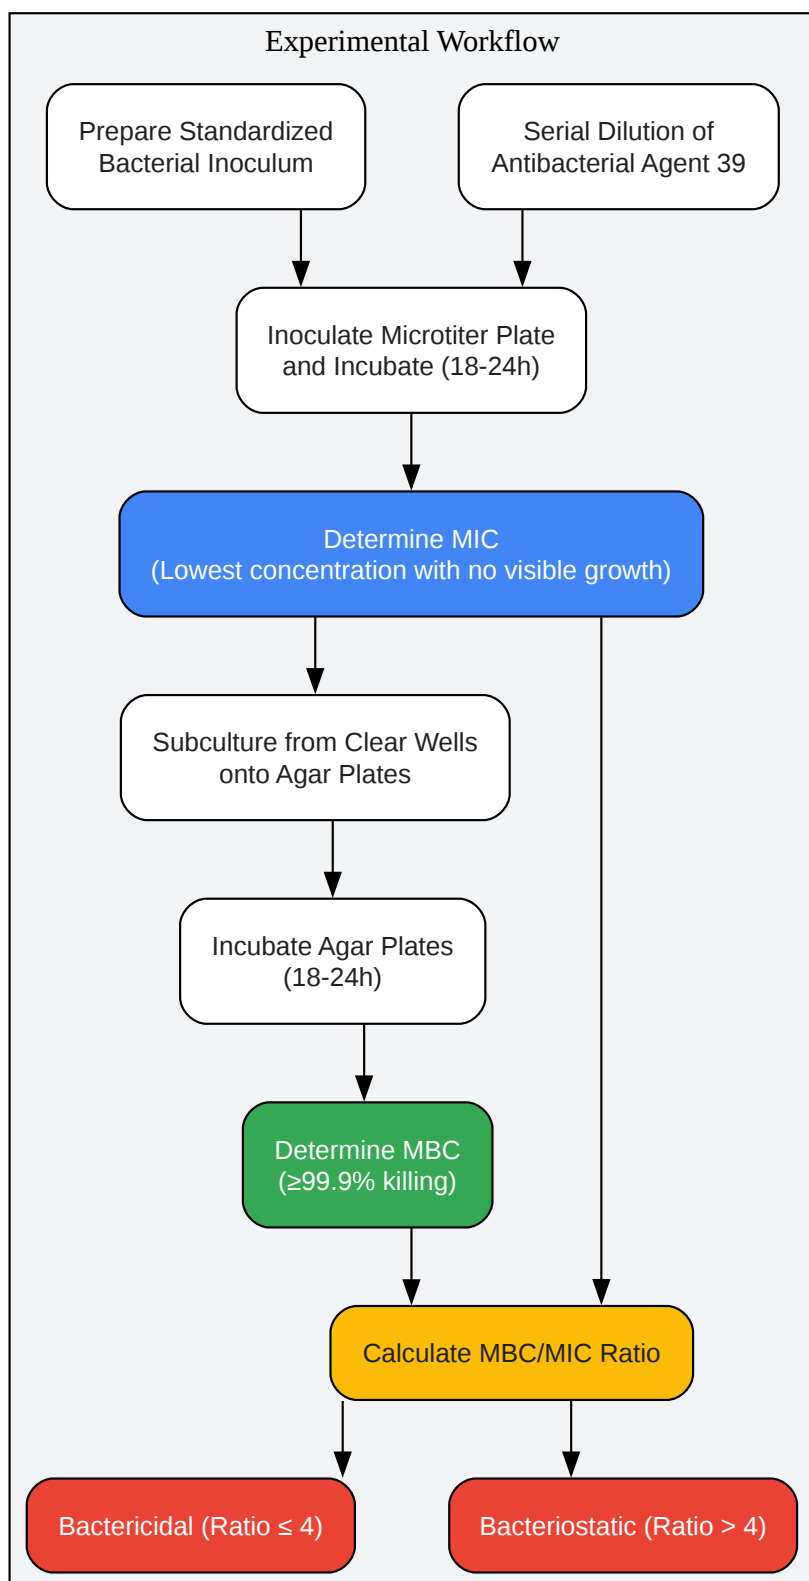 Experimental Workflow
Prepare Standardized
Bacterial Inoculum
Serial Dilution of
Antibacterial Agent 39
Inoculate Microtiter Plate
and Incubate (18-24h)
Determine MIC
(Lowest concentration with no visible growth)
Subculture from Clear Wells
onto Agar Plates
Incubate Agar Plates
(18-24h)
Determine MBC
(≥99.9% killing)
Calculate MBC/MIC Ratio
Bactericidal (Ratio ≤ 4)
Bacteriostatic (Ratio > 4)